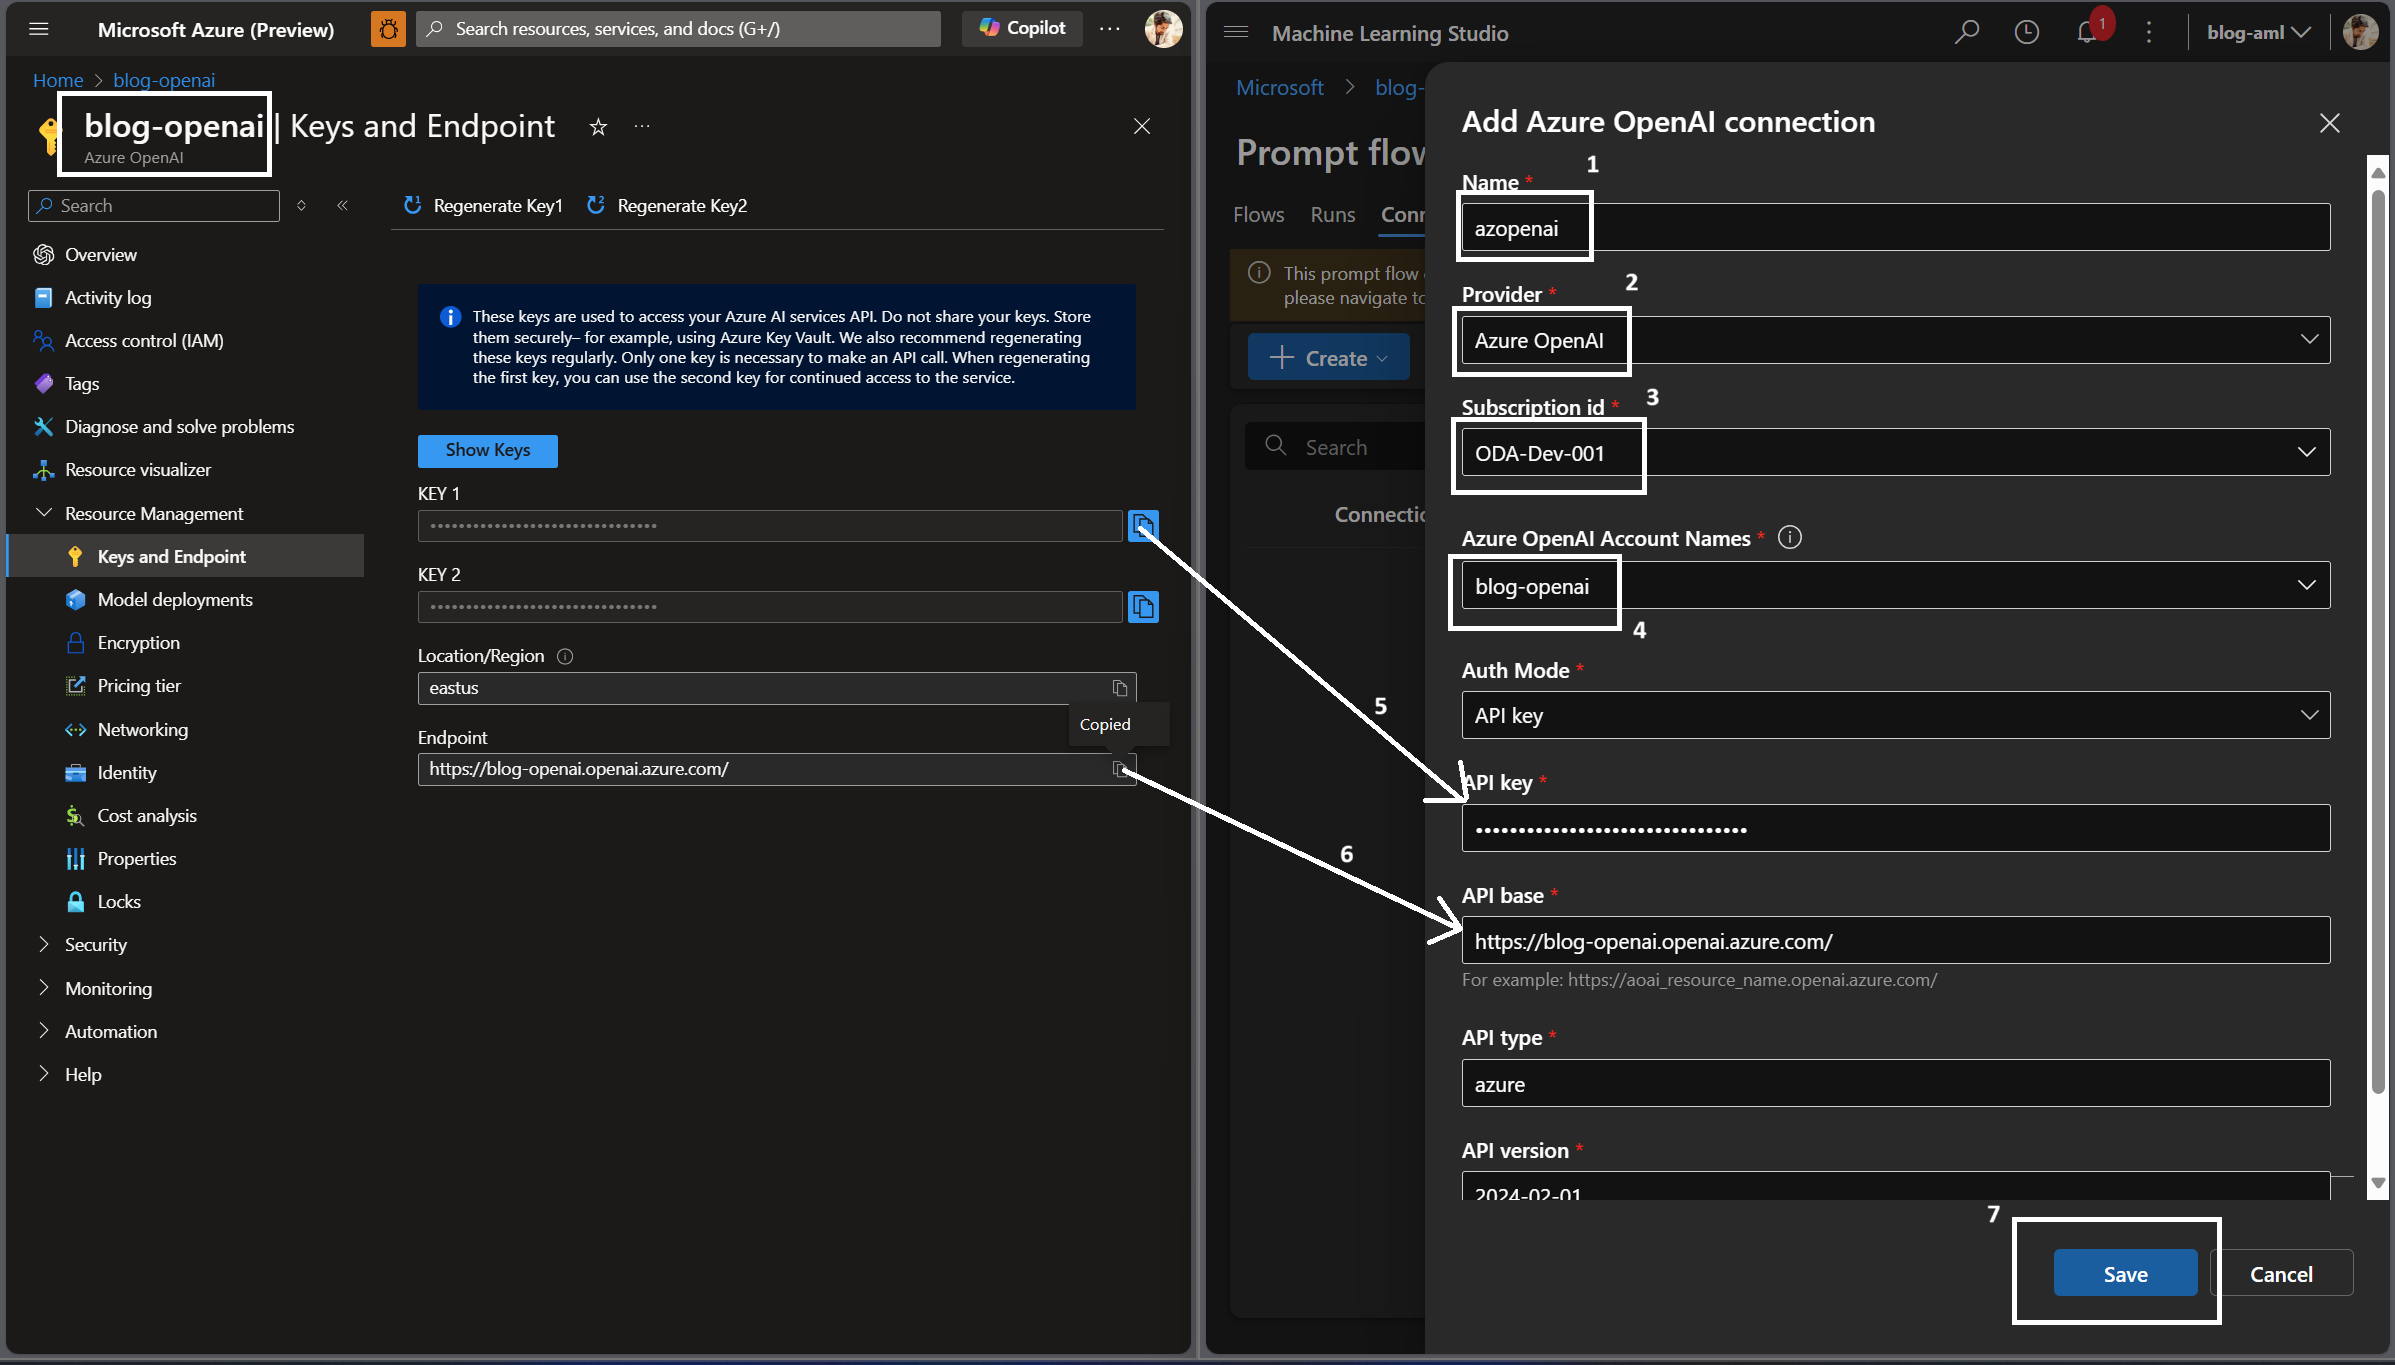 Microsoft Azure (Preview)
Search resources, services, and docs (G+/)
Copilot
Home > blog-openai
blog-openai | Keys and Endpoint
Azure OpenAI
Search
Regenerate Key1
Regenerate Key2
Overview
Activity log
Access control (IAM)
Tags
Diagnose and solve problems
Resource visualizer
Resource Management
Keys and Endpoint
Model deployments
Encryption
Pricing tier
Networking
Identity
Cost analysis
Properties
Locks
Security
Monitoring
Automation
Help
These keys are used to access your Azure AI services API. Do not share your keys. Store
them securely– for example, using Azure Key Vault. We also recommend regenerating
these keys regularly. Only one key is necessary to make an API call. When regenerating
the first key, you can use the second key for continued access to the service.
Show Keys
KEY 1
KEY 2
Location/Region
eastus
Copied
Endpoint
https://blog-openai.openai.azure.com/
5
6
Machine Learning Studio
1
blog-aml
Microsoft > blog-
Prompt flow
Flows
Runs
Conn
This prompt flow
please navigate to
Create
Search
Connectio
Add Azure OpenAI connection
1
Name *
azopenai
2
Provider *
Azure OpenAI
3
Subscription id *
ODA-Dev-001
Azure OpenAI Account Names *
blog-openai
4
Auth Mode *
API key
API key *
API base *
https://blog-openai.openai.azure.com/
For example: https://aoai_resource_name.openai.azure.com/
API type *
azure
API version *
2024-02-01
7
Save
Cancel